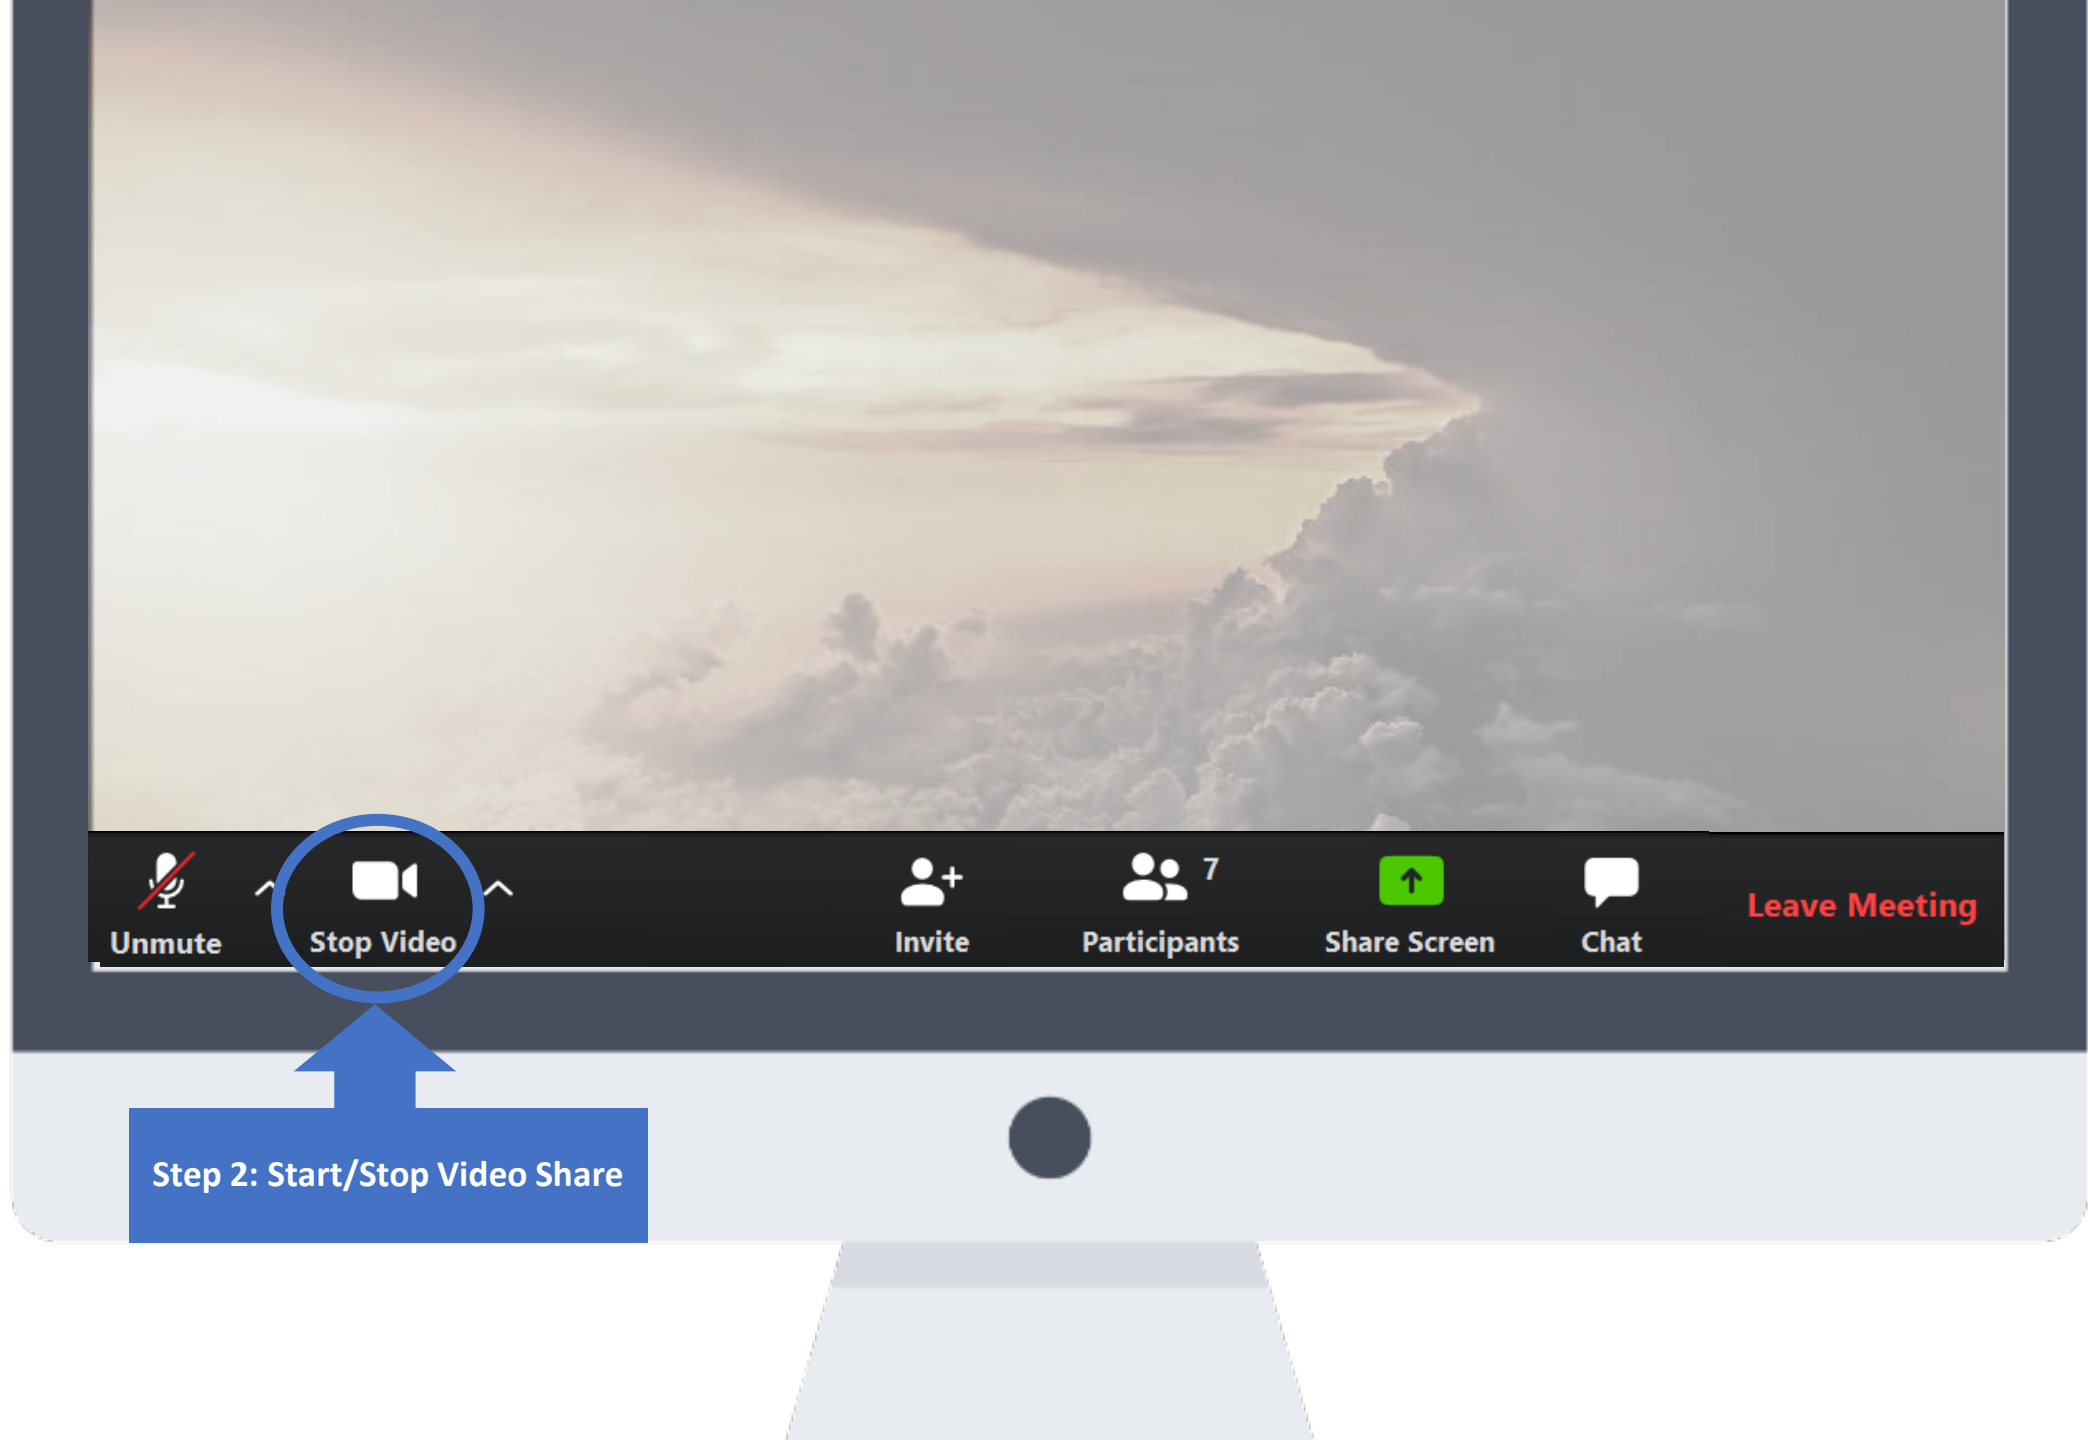 7
Unmute
Stop Video
Invite
Participants
Share Screen
Chat
Leave Meeting
Step 2: Start/Stop Video Share